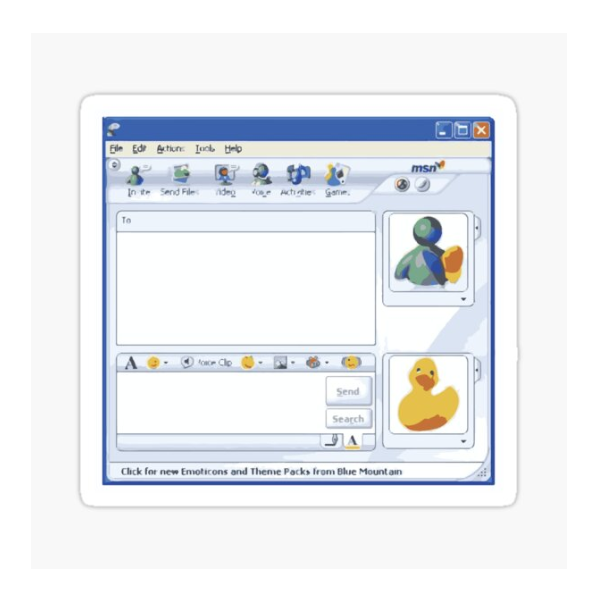 File Edit Actions Tools Help
msn
Invite Send Files Video Voice Activities Games
To
A Voice Clip
Send
Search
A
Click for new Emoticons and Theme Packs from Blue Mountain